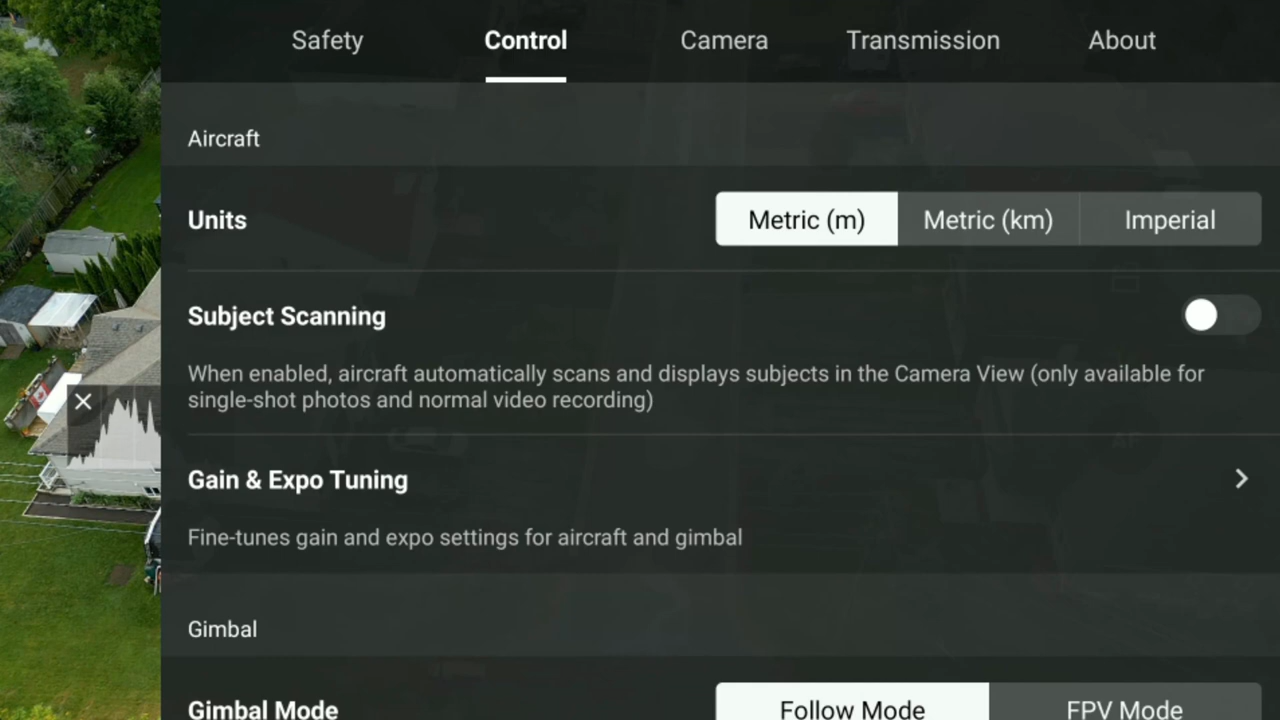 Safety Control Camera Transmission About
Aircraft
Units Metric (m) Metric (km) Imperial
Subject Scanning
When enabled, aircraft automatically scans and displays subjects in the Camera View (only available for
single-shot photos and normal video recording)
Gain & Expo Tuning
Fine-tunes gain and expo settings for aircraft and gimbal
Gimbal
Gimbal Mode Follow Mode FPV Mode